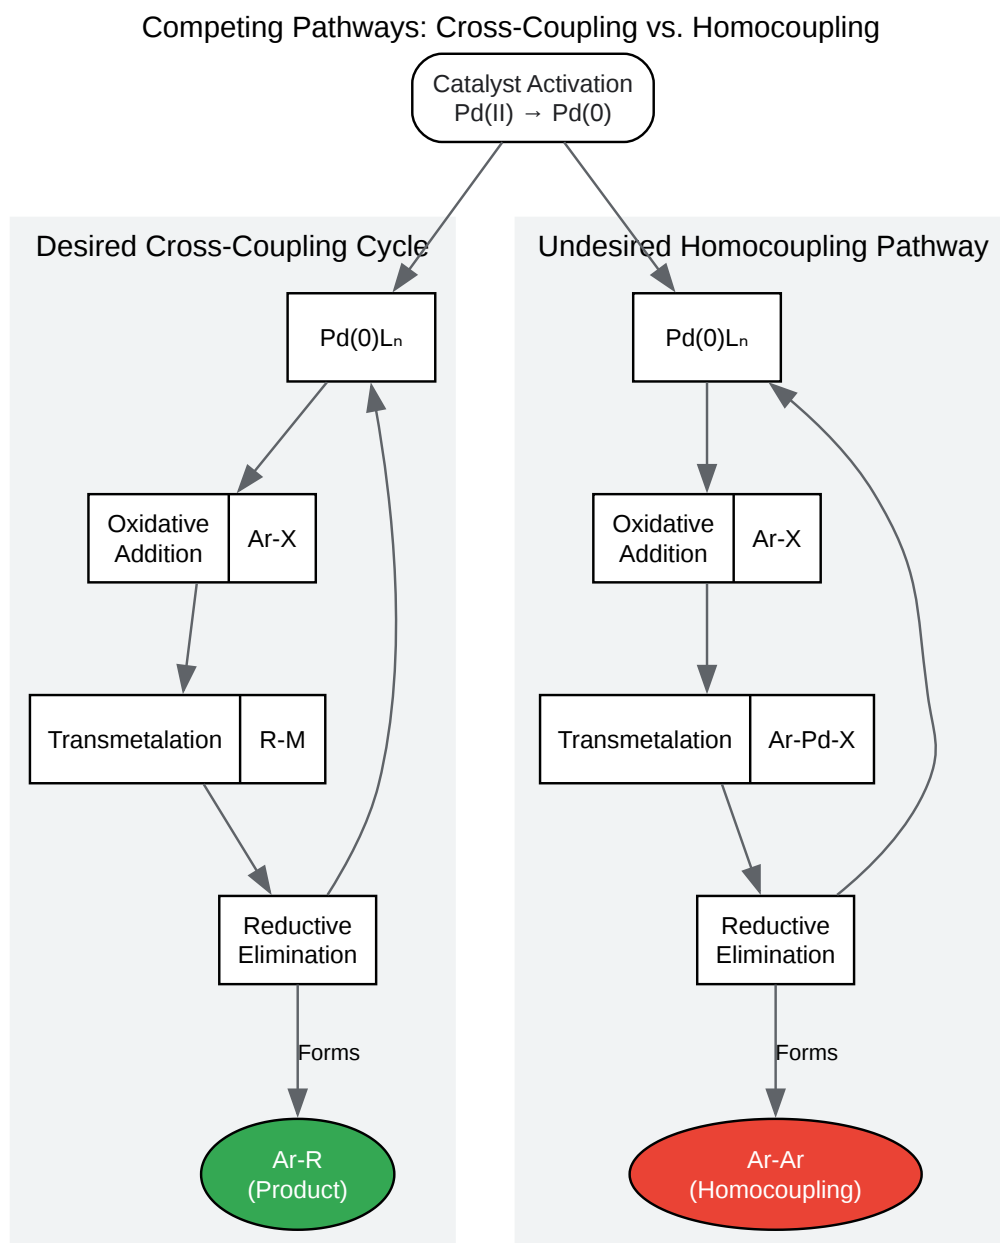 Competing Pathways: Cross-Coupling vs. Homocoupling
Catalyst Activation
Pd(II) → Pd(0)
Desired Cross-Coupling Cycle
Pd(0)Lₙ
Oxidative
Addition
Ar-X
Transmetalation
R-M
Reductive
Elimination
Forms
Ar-R
(Product)
Undesired Homocoupling Pathway
Pd(0)Lₙ
Oxidative
Addition
Ar-X
Transmetalation
Ar-Pd-X
Reductive
Elimination
Forms
Ar-Ar
(Homocoupling)